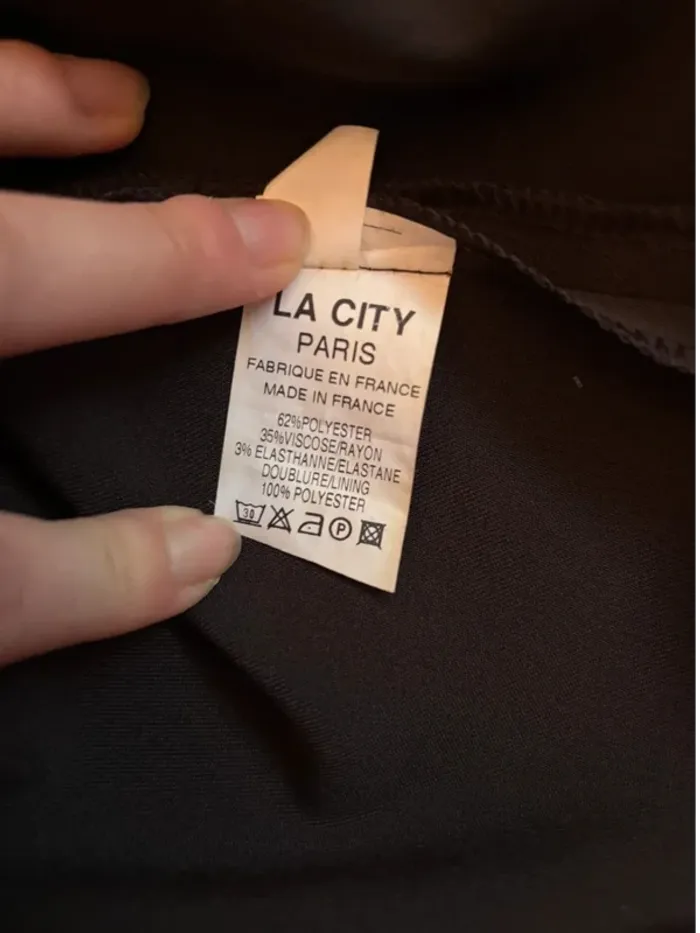 LA CITY
PARIS
FABRIQUE EN FRANCE
MADE IN FRANCE
62%POLYESTER
35%VISCOSE/RAYON
3% ELASTHANNE/ELASTANE
DOUBLURE/LINING
100% POLYESTER
30 P